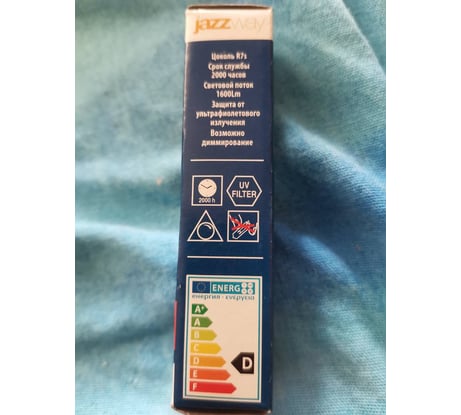 jazzway
Цоколь R7s
Срок службы
2000 часов
Световой поток
1600Lm
Защита от
ультрафиолетового
излучения
Возможно
диммирование
2000 h
UV
FILTER
ENERG
енергия · ενεργεια
A+
A
B
C
D
E
F
D